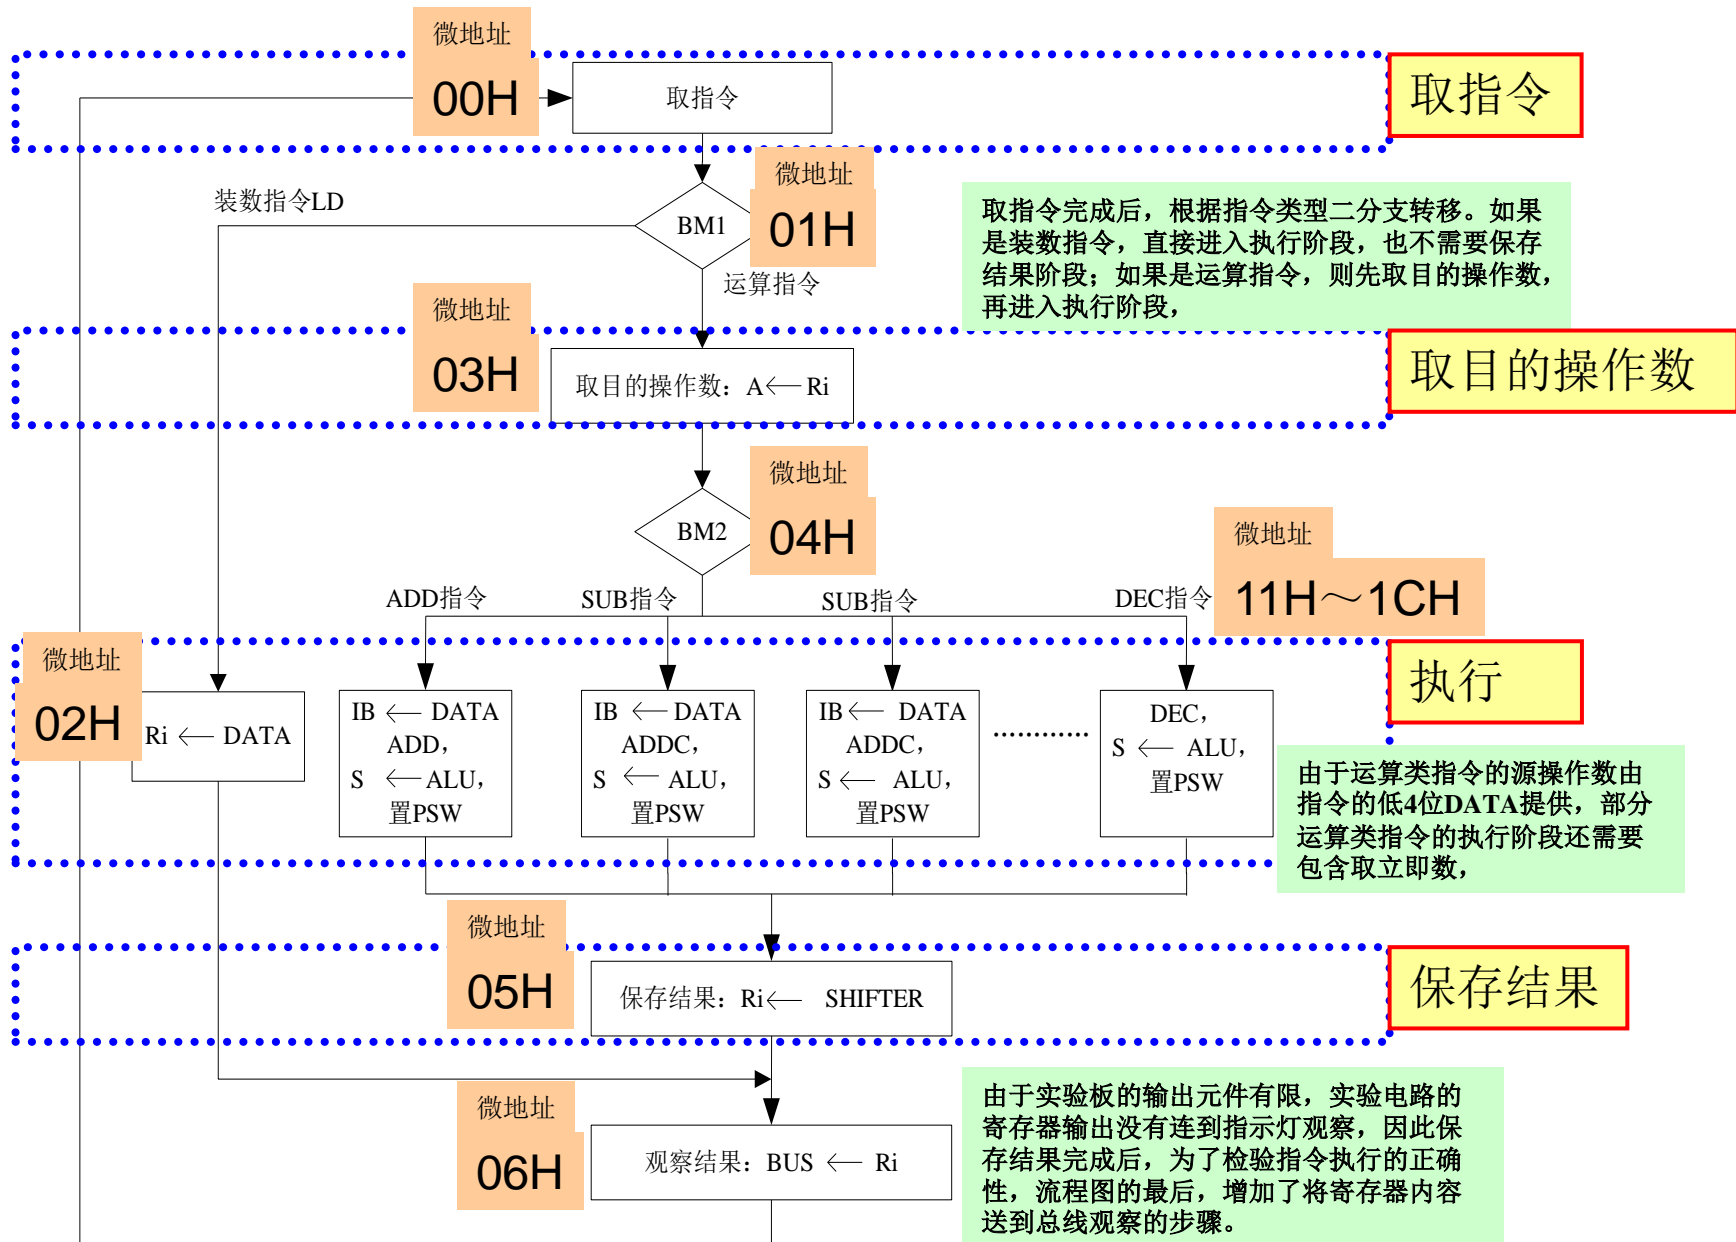 微地址
00H
取指令
取指令
微地址
01H
装数指令LD
BM1
运算指令
取指令完成后，根据指令类型二分支转移。如果
是装数指令，直接进入执行阶段，也不需要保存
结果阶段；如果是运算指令，则先取目的操作数，
再进入执行阶段，
微地址
03H
取目的操作数：A← Ri
取目的操作数
微地址
04H
BM2
微地址
11H～1CH
ADD指令
SUB指令
SUB指令
DEC指令
微地址
02H
执行
Ri ← DATA
IB ← DATA
ADD，
S ←ALU，
置PSW
IB ←DATA
ADDC，
S ← ALU，
置PSW
IB← DATA
ADDC，
S ← ALU，
置PSW
…………
DEC，
S ← ALU，
置PSW
由于运算类指令的源操作数由
指令的低4位DATA提供，部分
运算类指令的执行阶段还需要
包含取立即数，
微地址
05H
保存结果：Ri← SHIFTER
保存结果
微地址
06H
观察结果：BUS ← Ri
由于实验板的输出元件有限，实验电路的
寄存器输出没有连到指示灯观察，因此保
存结果完成后，为了检验指令执行的正确
性，流程图的最后，增加了将寄存器内容
送到总线观察的步骤。